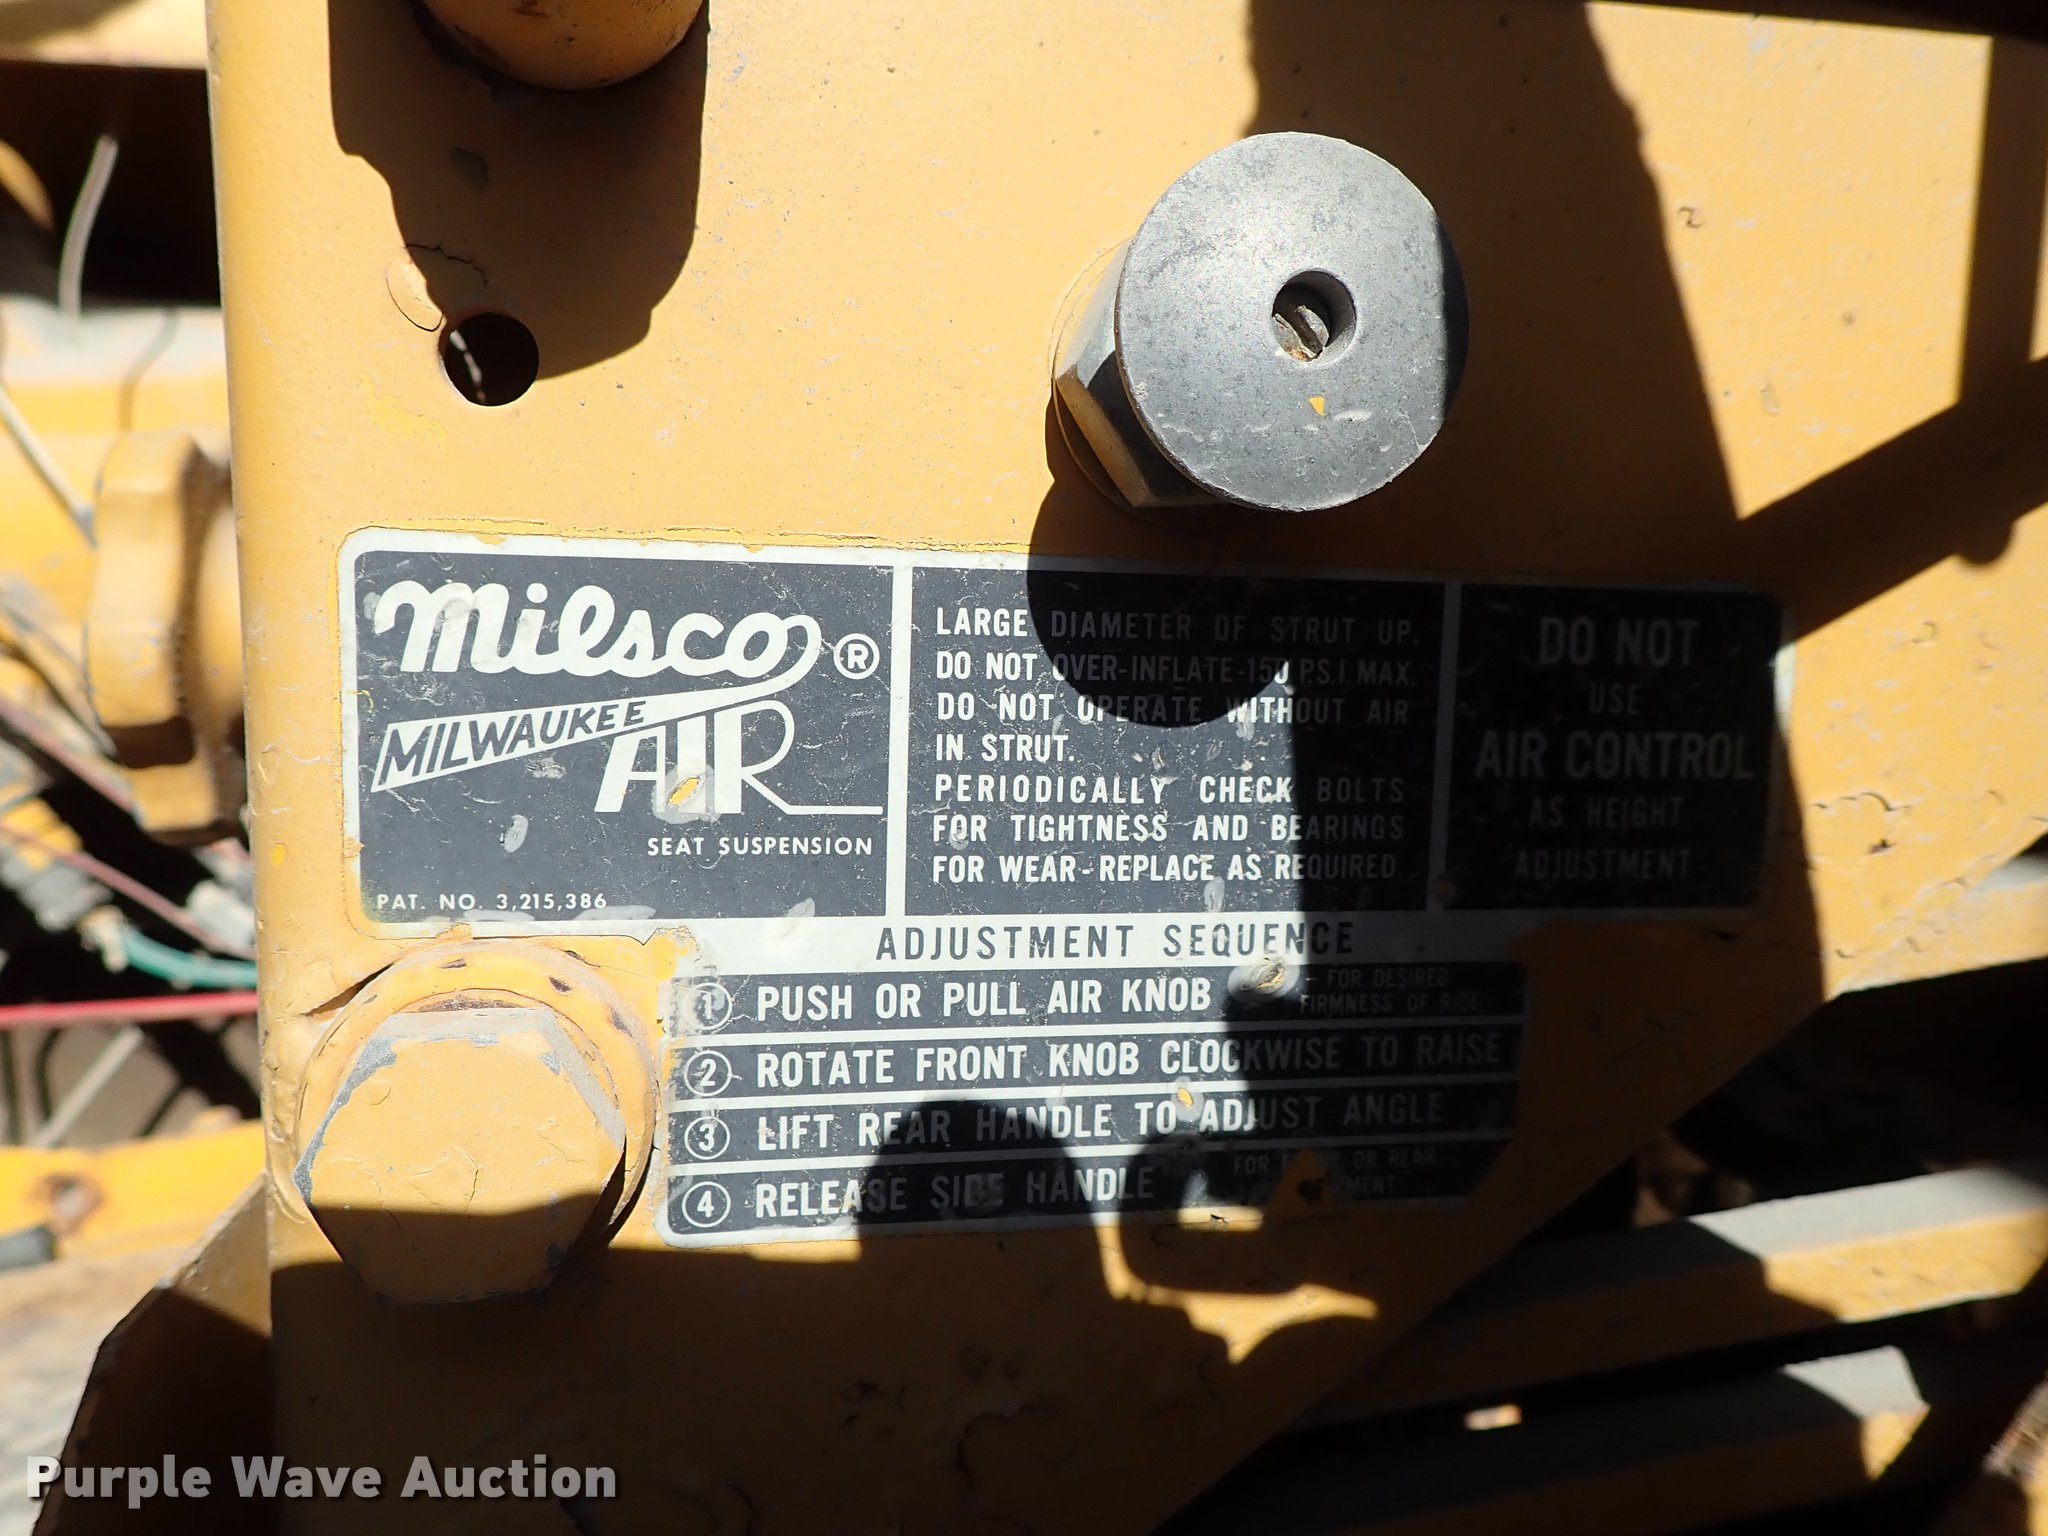 milsco®
MILWAUKEE
AIR
SEAT SUSPENSION
PAT. NO. 3,215,386
LARGE DIAMETER OF STRUT UP.
DO NOT OVER-INFLATE-150 P.S.I. MAX.
DO NOT OPERATE WITHOUT AIR
IN STRUT.
PERIODICALLY CHECK BOLTS
FOR TIGHTNESS AND BEARINGS
FOR WEAR-REPLACE AS REQUIRED.
DO NOT
USE
AIR CONTROL
AS HEIGHT
ADJUSTMENT
ADJUSTMENT SEQUENCE
1 PUSH OR PULL AIR KNOB - FOR DESIRED
FIRMNESS OF RIDE
2 ROTATE FRONT KNOB CLOCKWISE TO RAISE
3 LIFT REAR HANDLE TO ADJUST ANGLE
4 RELEASE SIDE HANDLE FOR OR REAR
Purple Wave Auction